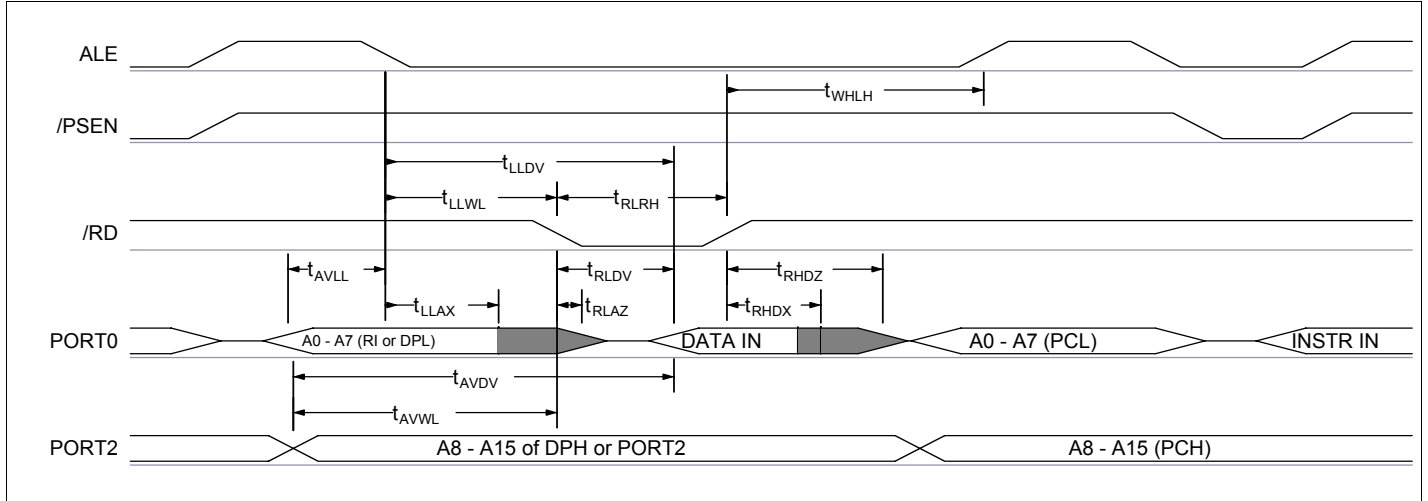 ALE
tWHLH
/PSEN
tLLDV
tLLWL tRLRH
/RD
tAVLL tRLDV tRHDZ
tLLAX tRLAZ tRHDX
PORT0 A0 - A7 (RI or DPL) DATA IN A0 - A7 (PCL) INSTR IN
tAVDV
tAVWL
PORT2 A8 - A15 of DPH or PORT2 A8 - A15 (PCH)